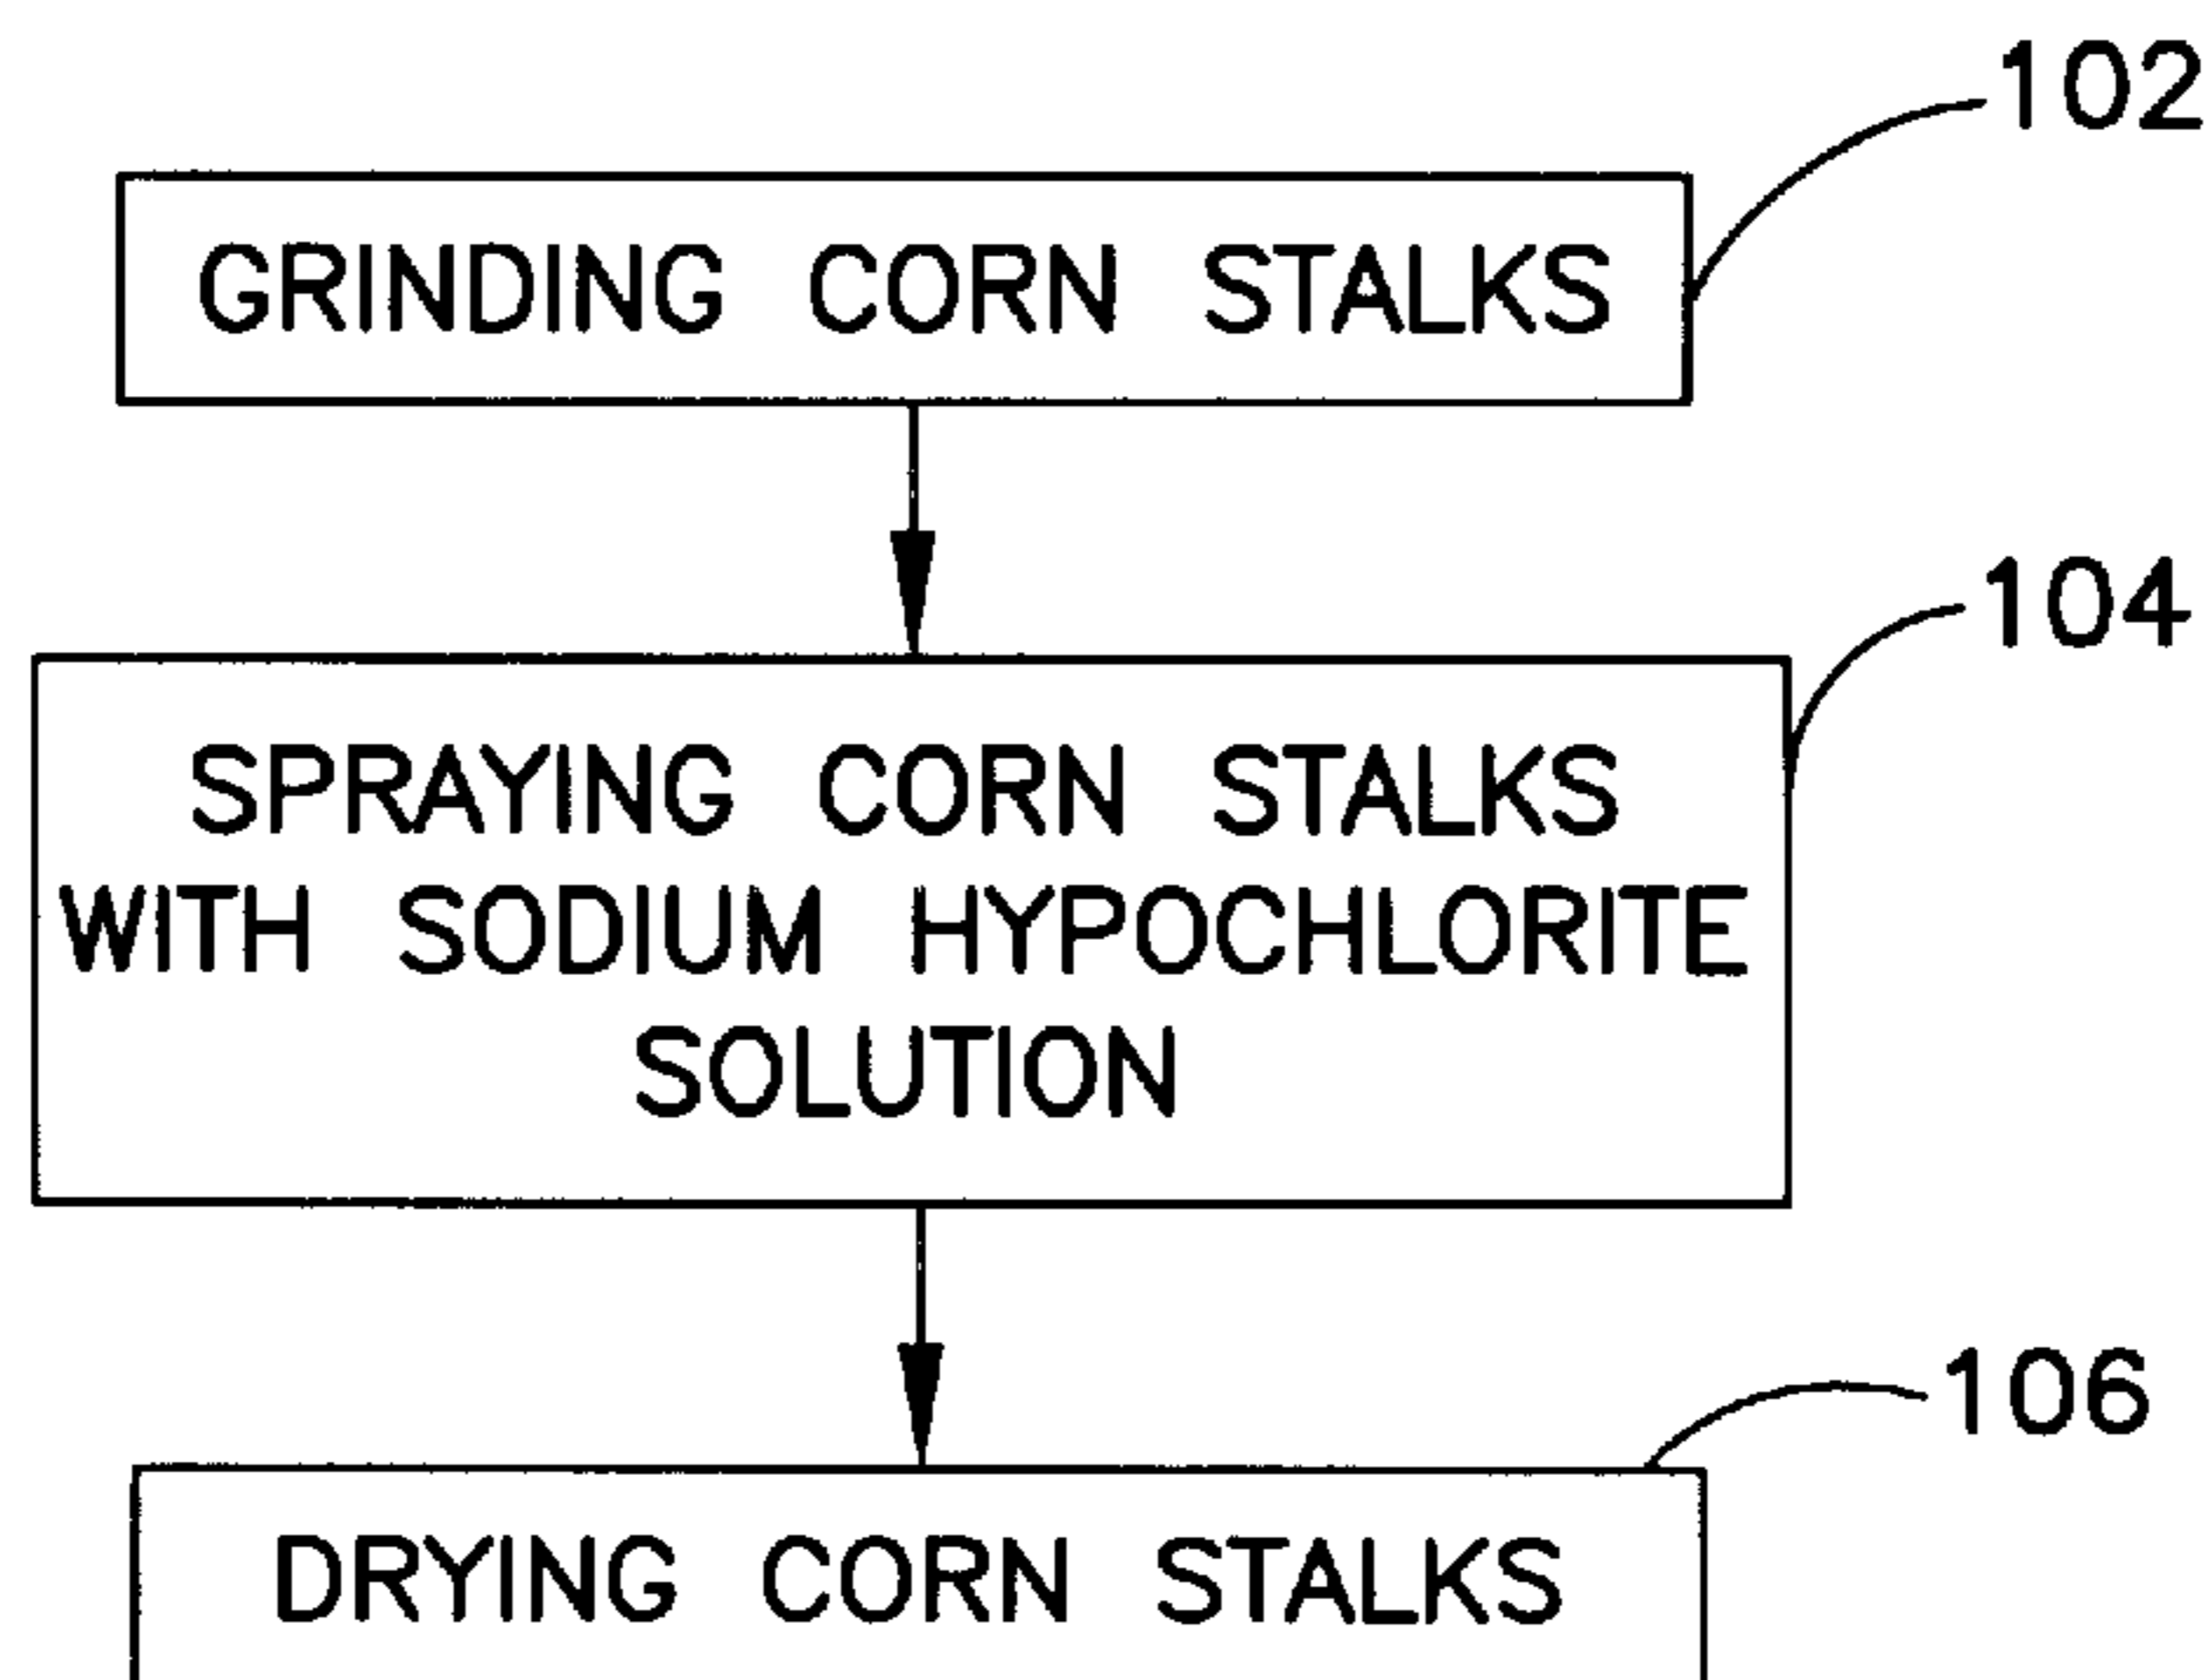 102
GRINDING CORN STALKS
104
SPRAYING CORN STALKS
WITH SODIUM HYPOCHLORITE
SOLUTION
106
DRYING CORN STALKS